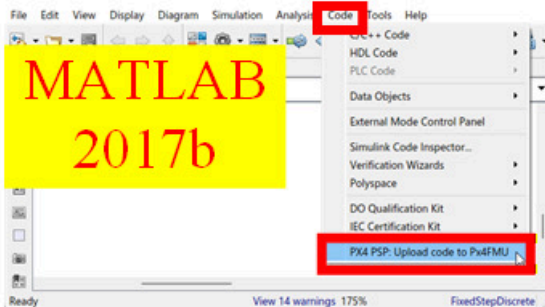 File Edit View Display Diagram Simulation Analysis Code Tools Help
C/C++ Code
HDL Code
PLC Code
MATLAB
2017b
Data Objects
External Mode Control Panel
Simulink Code Inspector...
Verification Wizards
Polyspace
DO Qualification Kit
IEC Certification Kit
PX4 PSP: Upload code to Px4FMU
Ready View 14 warnings 175% FixedStepDiscrete